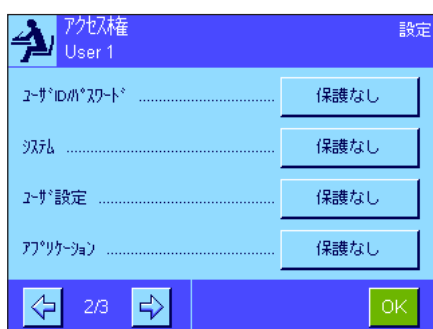 アクセス権
設定
User 1
ﾕｰｻﾞID/ﾊﾟｽﾜｰﾄﾞ ................................ 保護なし
ｼｽﾃﾑ ................................................ 保護なし
ﾕｰｻﾞ設定 ......................................... 保護なし
ｱﾌﾟﾘｹｰｼｮﾝ ....................................... 保護なし
2/3
OK